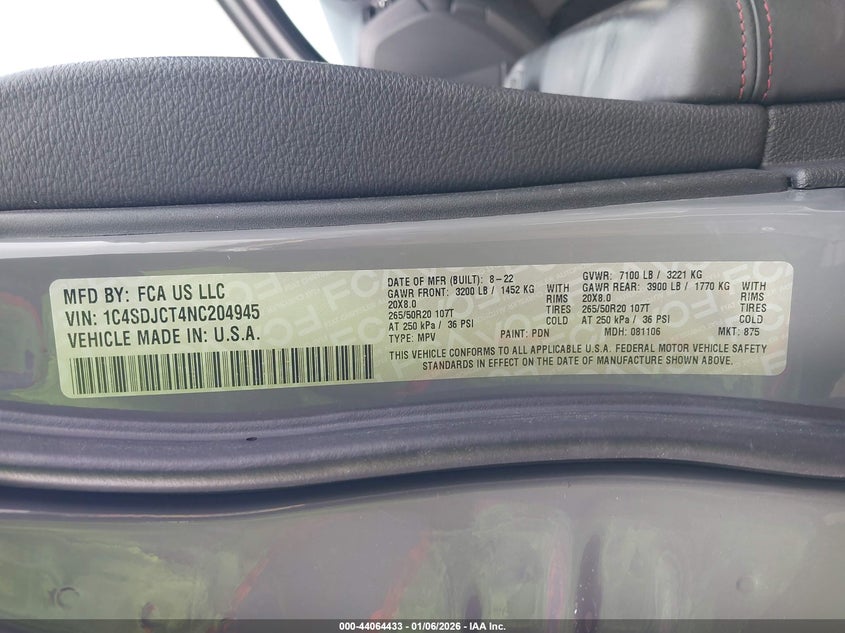 MFD BY: FCA US LLC
VIN: 1C4SDJCT4NC204945
VEHICLE MADE IN: U.S.A.
DATE OF MFR (BUILT): 8-22 GVWR: 7100 LB / 3221 KG
GAWR FRONT: 3200 LB / 1452 KG WITH GAWR REAR: 3900 LB / 1770 KG WITH
20X8.0 RIMS 20X8.0 RIMS
265/50R20 107T TIRES 265/50R20 107T TIRES
AT 250 kPa / 36 PSI COLD AT 250 kPa / 36 PSI COLD
TYPE: MPV PAINT: PDN MDH: 081106 MKT: 875
THIS VEHICLE CONFORMS TO ALL APPLICABLE U.S.A. FEDERAL MOTOR VEHICLE SAFETY
STANDARDS IN EFFECT ON THE DATE OF MANUFACTURE SHOWN ABOVE.
000-44064433 - 01/06/2026 - IAA Inc.